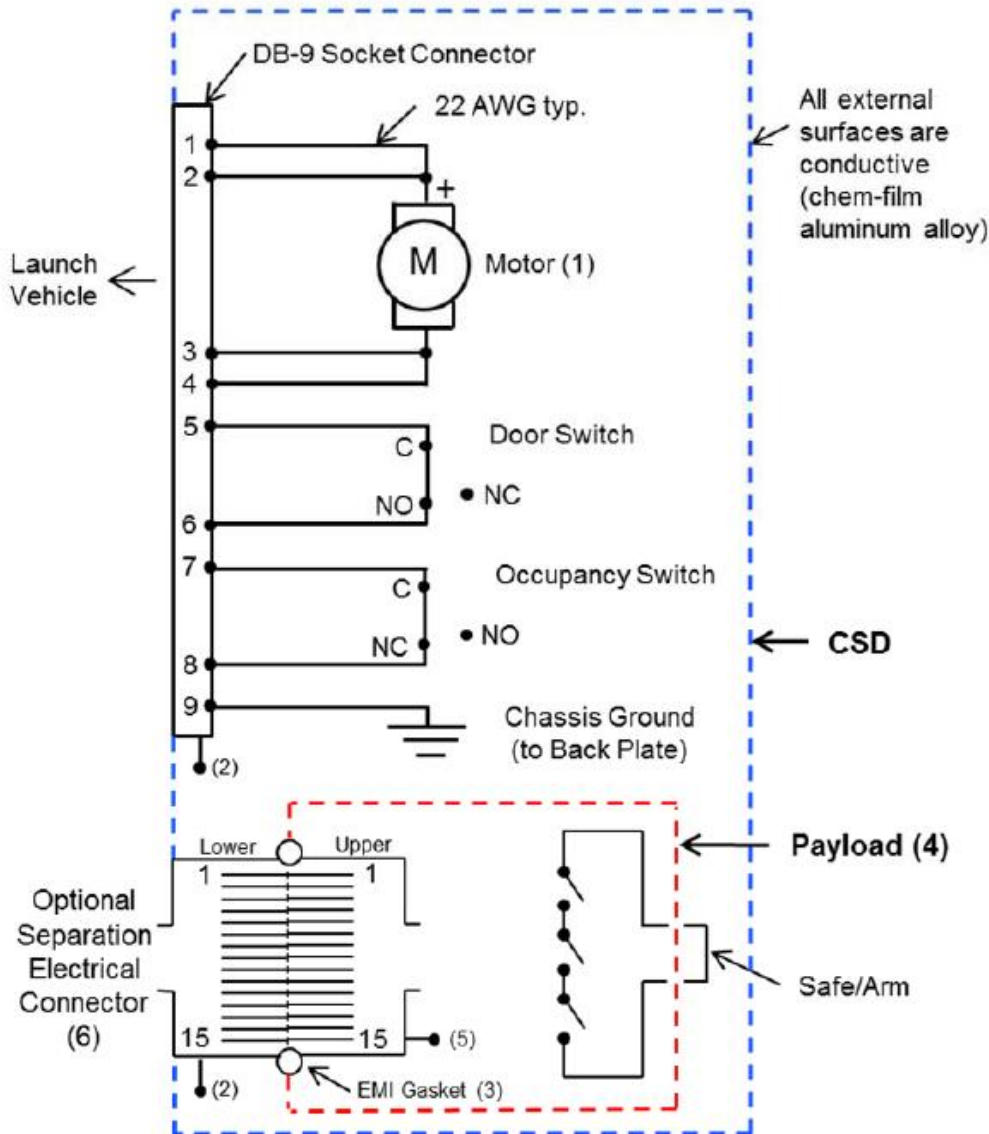 DB-9 Socket Connector
22 AWG typ.
All external
surfaces are
conductive
(chem-film
aluminum alloy)
1
2
+
M
Motor (1)
Launch
Vehicle
3
4
5
C
Door Switch
NO
NC
6
7
C
Occupancy Switch
NC
NO
CSD
8
9
Chassis Ground
(to Back Plate)
(2)
Lower
Upper
1
1
Payload (4)
Optional
Separation
Electrical
Connector
(6)
Safe/Arm
15
15
(5)
(2)
EMI Gasket (3)